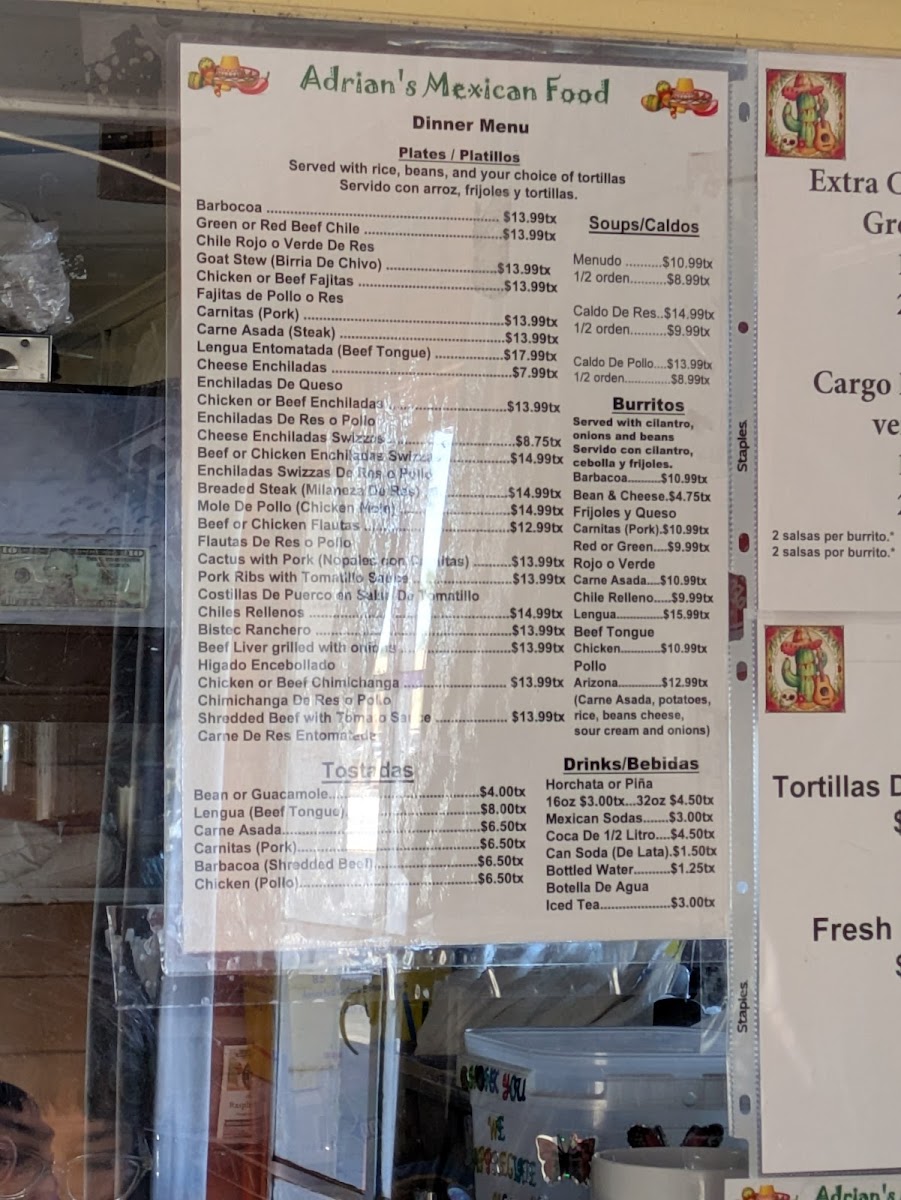 Adrian's Mexican Food
Dinner Menu
Plates / Platillos
Served with rice, beans, and your choice of tortillas
Servido con arroz, frijoles y tortillas.
Barbocoa ........ $13.99tx
Green or Red Beef Chile ........ $13.99tx
Chile Rojo o Verde De Res
Goat Stew (Birria De Chivo) ........ $13.99tx
Chicken or Beef Fajitas ........ $13.99tx
Fajitas de Pollo o Res
Carnitas (Pork) ........ $13.99tx
Carne Asada (Steak) ........ $13.99tx
Lengua Entomatada (Beef Tongue) ........ $17.99tx
Cheese Enchiladas ........ $7.99tx
Enchiladas De Queso
Chicken or Beef Enchiladas ........ $13.99tx
Enchiladas De Res o Pollo
Cheese Enchiladas Swizzas ........ $8.75tx
Beef or Chicken Enchiladas Swizzas ........ $14.99tx
Enchiladas Swizzas De Res o Pollo
Breaded Steak (Milaneza De Res) ........ $14.99tx
Mole De Pollo (Chicken Mole) ........ $14.99tx
Beef or Chicken Flautas ........ $12.99tx
Flautas De Res o Pollo
Cactus with Pork (Nopales con Carnitas) ........ $13.99tx
Pork Ribs with Tomatillo Sauce ........ $13.99tx
Costillas De Puerco en Salsa De Tomatillo
Chiles Rellenos ........ $14.99tx
Bistec Ranchero ........ $13.99tx
Beef Liver grilled with onions ........ $13.99tx
Higado Encebollado
Chicken or Beef Chimichanga ........ $13.99tx
Chimichanga De Res o Pollo
Shredded Beef with Tomato Sauce ........ $13.99tx
Carne De Res Entomatada
Tostadas
Bean or Guacamole........$4.00tx
Lengua (Beef Tongue)........$8.00tx
Carne Asada........$6.50tx
Carnitas (Pork)........$6.50tx
Barbacoa (Shredded Beef)........$6.50tx
Chicken (Pollo)........$6.50tx
Soups/Caldos
Menudo .........$10.99tx
1/2 orden..........$8.99tx
Caldo De Res..$14.99tx
1/2 orden..........$9.99tx
Caldo De Pollo....$13.99tx
1/2 orden.............$8.99tx
Burritos
Served with cilantro,
onions and beans
Servido con cilantro,
cebolla y frijoles.
Barbacoa.........$10.99tx
Bean & Cheese.$4.75tx
Frijoles y Queso
Carnitas (Pork).$10.99tx
Red or Green....$9.99tx
Rojo o Verde
Carne Asada....$10.99tx
Chile Relleno.....$9.99tx
Lengua............$15.99tx
Beef Tongue
Chicken...........$10.99tx
Pollo
Arizona............$12.99tx
(Carne Asada, potatoes,
rice, beans cheese,
sour cream and onions)
Drinks/Bebidas
Horchata or Piña
16oz $3.00tx...32oz $4.50tx
Mexican Sodas.......$3.00tx
Coca De 1/2 Litro....$4.50tx
Can Soda (De Lata).$1.50tx
Bottled Water..........$1.25tx
Botella De Agua
Iced Tea....................$3.00tx
Staples
Staples
Extra
Cargo
2 salsas per burrito.*
2 salsas por burrito.*
Tortillas
Fresh
Adrian's
YOU
WE